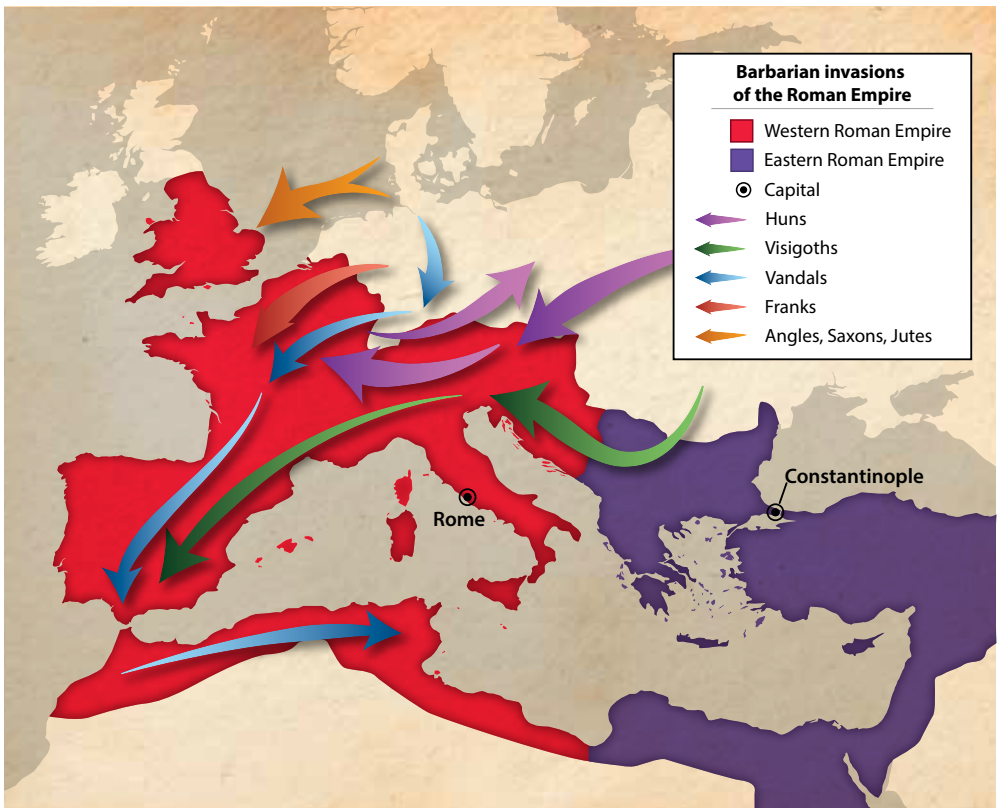 Barbarian invasions
of the Roman Empire
Western Roman Empire
Eastern Roman Empire
Capital
Huns
Visigoths
Vandals
Franks
Angles, Saxons, Jutes
Constantinople
Rome